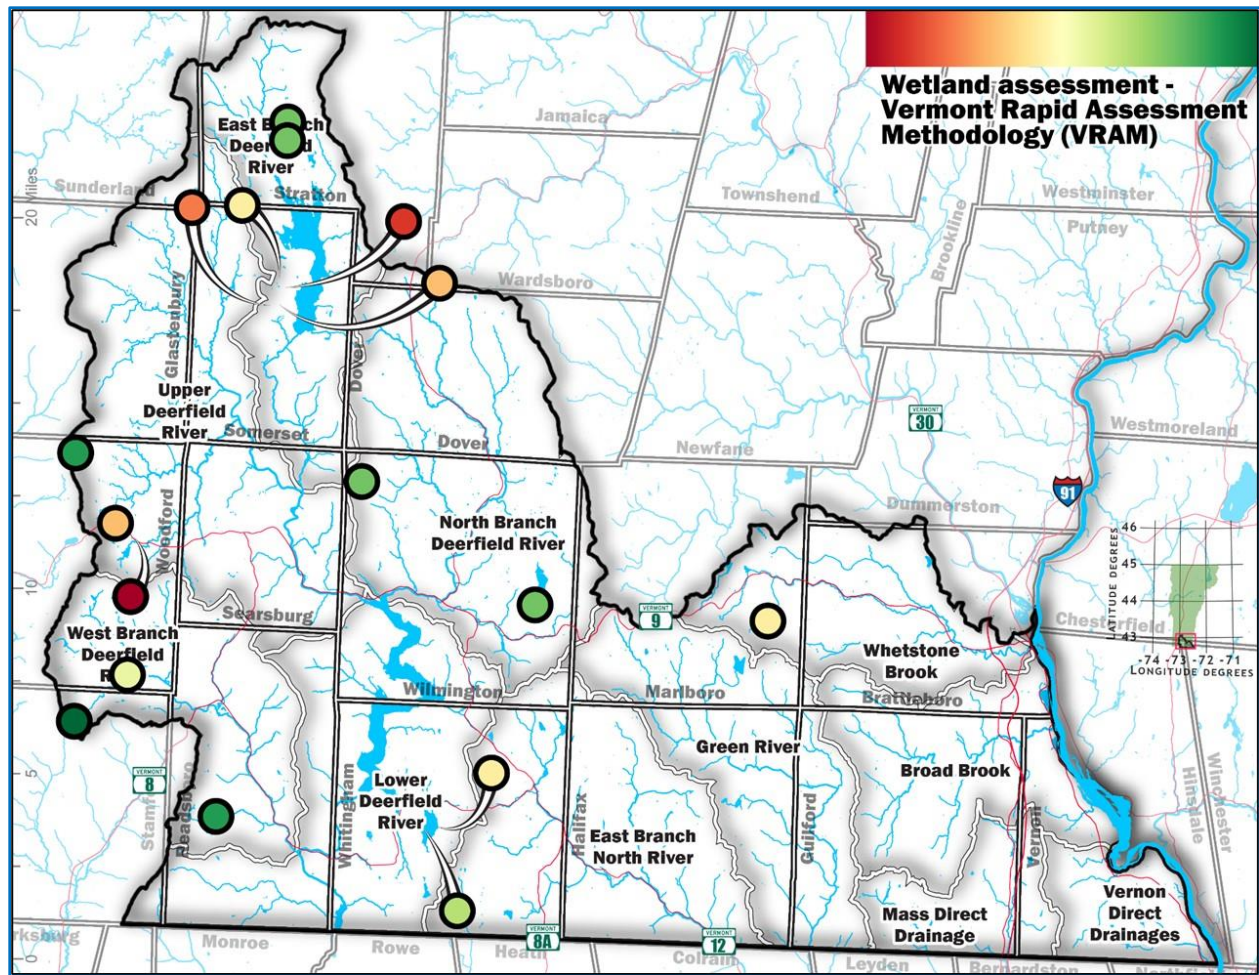 Wetland assessment -
Vermont Rapid Assessment
Methodology (VRAM)
Jamaica
East Branch
Deerfield
River
Sunderland
Stratton
Townshend
Westminster
Putney
Brookline
20 Miles
Wardsboro
Glastenbury
Dover
Upper
Deerfield
River
Somerset
Dover
Newfane
VERMONT
30
Westmoreland
91
Dummerston
Woodford
North Branch
Deerfield River
10
Searsburg
VERMONT
9
Chesterfield
LATITUDE DEGREES
46
45
44
43
-74 -73 -72 -71
LONGITUDE DEGREES
West Branch
Deerfield
Whetstone
Brook
Wilmington
Marlboro
Brattleboro
Green River
Broad Brook
5
VERMONT
8
Readsboro
Whitingham
Lower
Deerfield
River
Halifax
East Branch
North River
Guilford
Vernon
Hinsdale
Winchester
Mass Direct
Drainage
Vernon
Direct
Drainages
0
Monroe
Rowe
Heath
VERMONT
8A
Colrain
VERMONT
12
Leyden
Bernardston